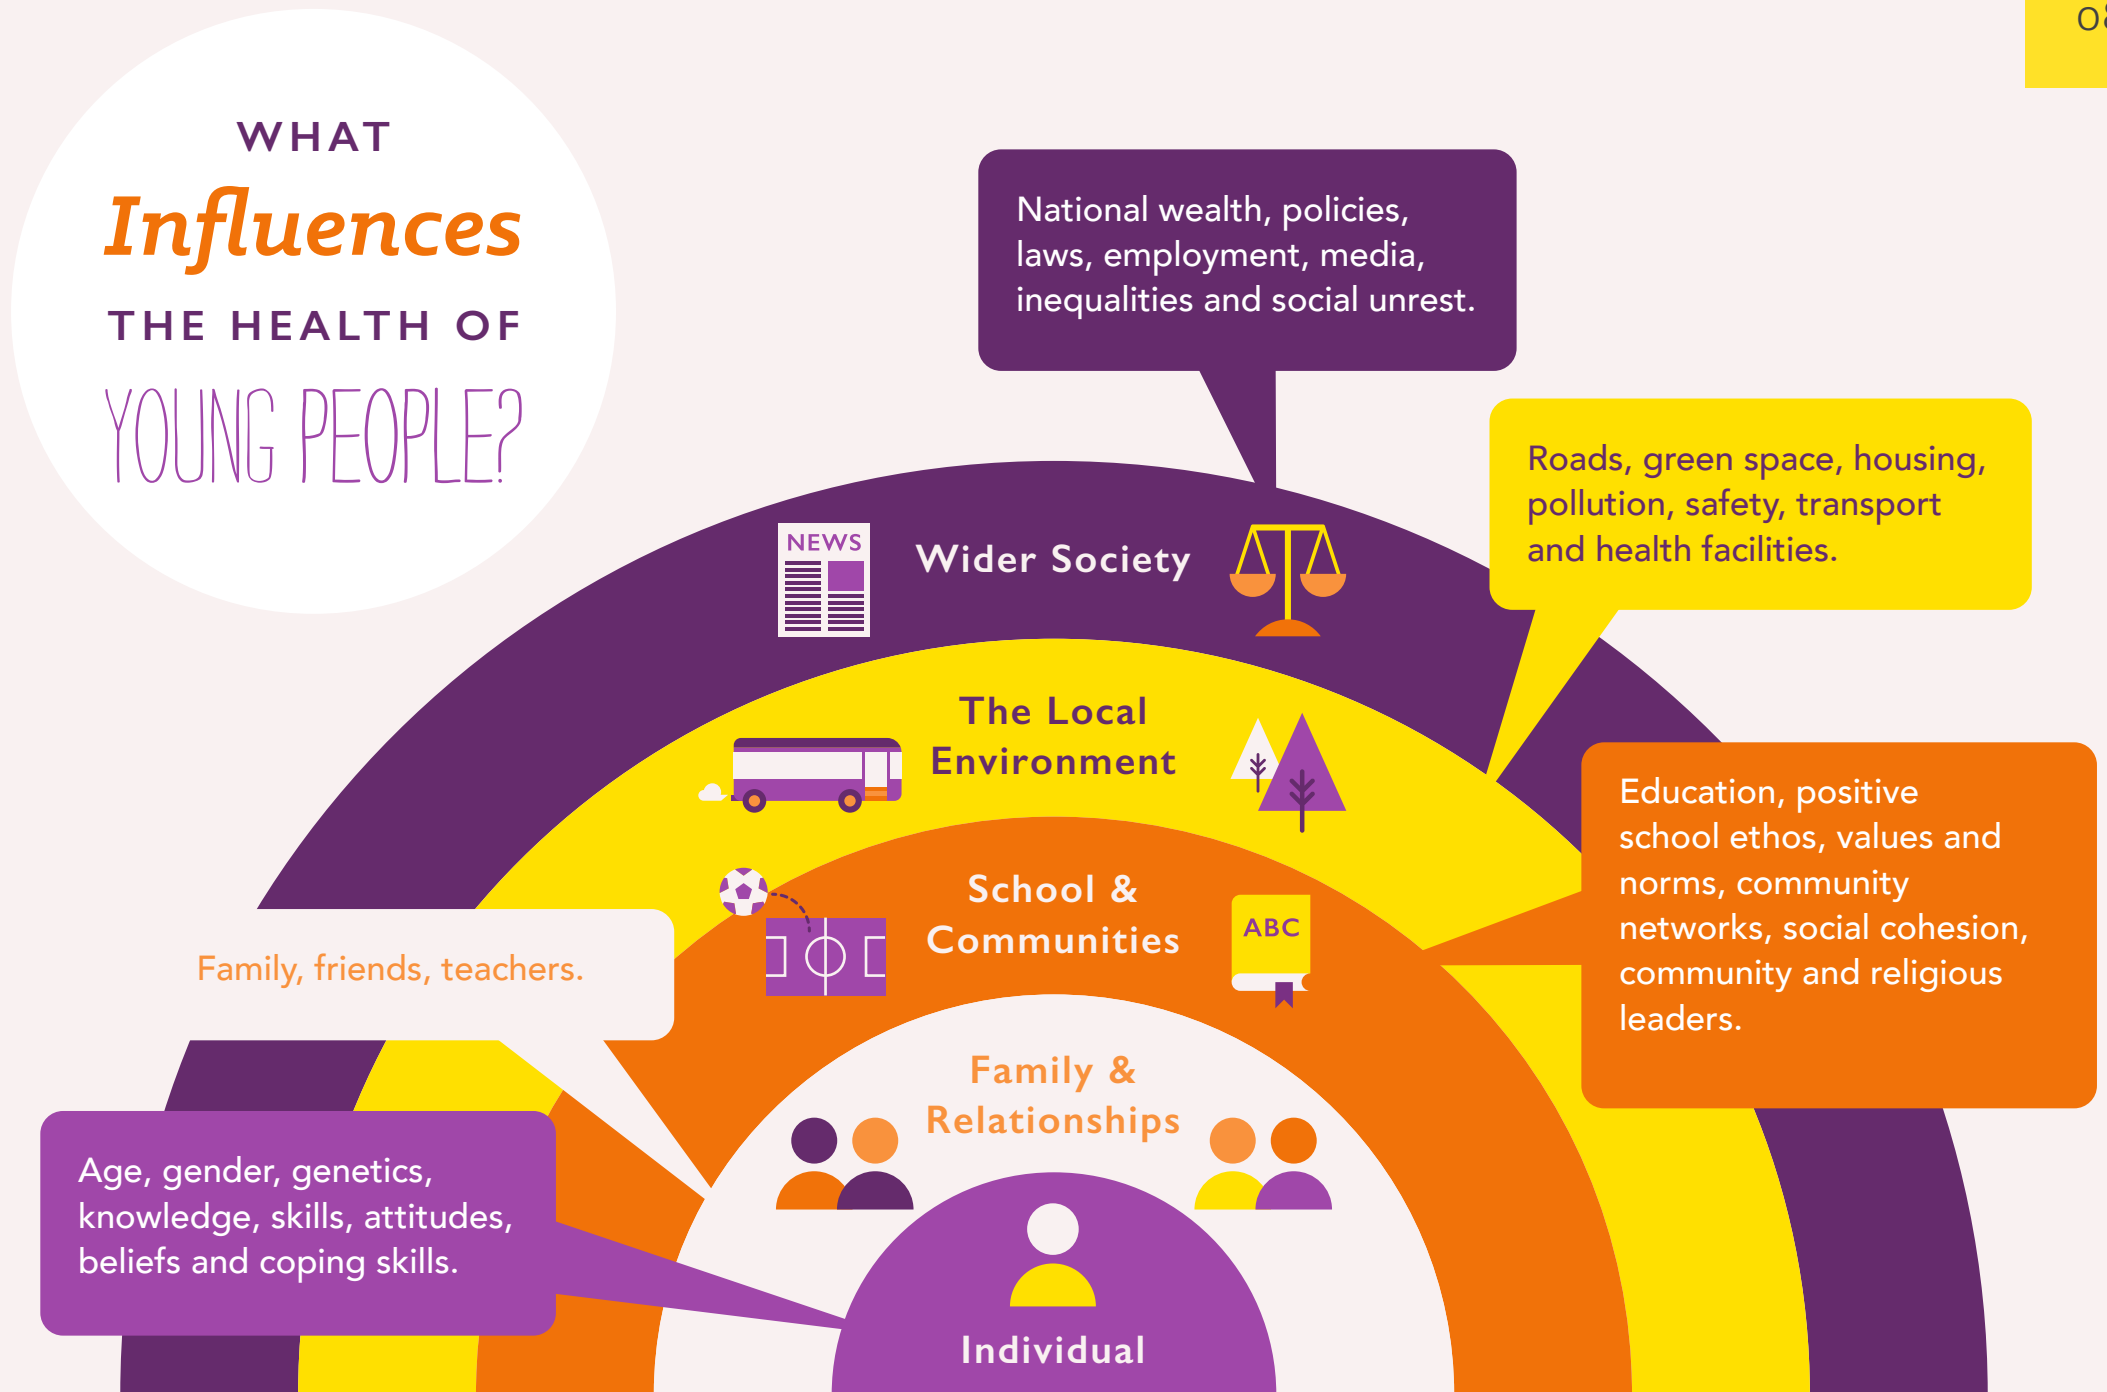 WHAT
Influences
THE HEALTH OF
YOUNG PEOPLE?
National wealth, policies,
laws, employment, media,
inequalities and social unrest.
Roads, green space, housing,
pollution, safety, transport
and health facilities.
NEWS
Wider Society
The Local
Environment
Education, positive
school ethos, values and
norms, community
networks, social cohesion,
community and religious
leaders.
School &
Communities
ABC
Family, friends, teachers.
Family &
Relationships
Age, gender, genetics,
knowledge, skills, attitudes,
beliefs and coping skills.
Individual